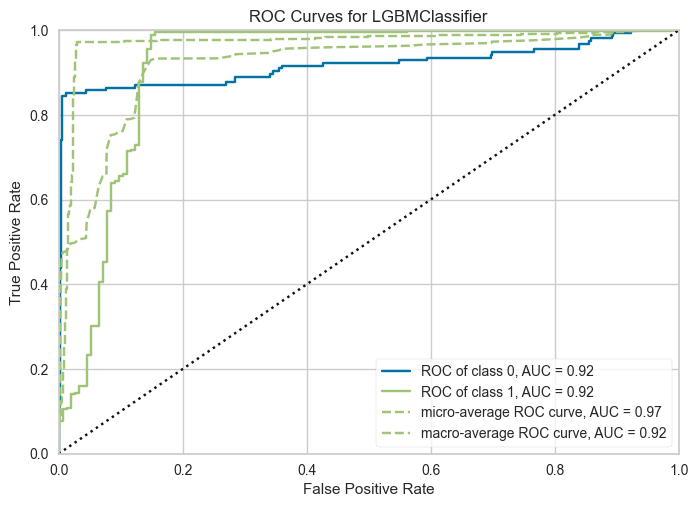 ROC Curves for LGBMClassifier
True Positive Rate
1.0
0.8
0.6
0.4
0.2
0.0
ROC of class 0, AUC = 0.92
ROC of class 1, AUC = 0.92
micro-average ROC curve, AUC = 0.97
macro-average ROC curve, AUC = 0.92
0.0 0.2 0.4 0.6 0.8 1.0
False Positive Rate